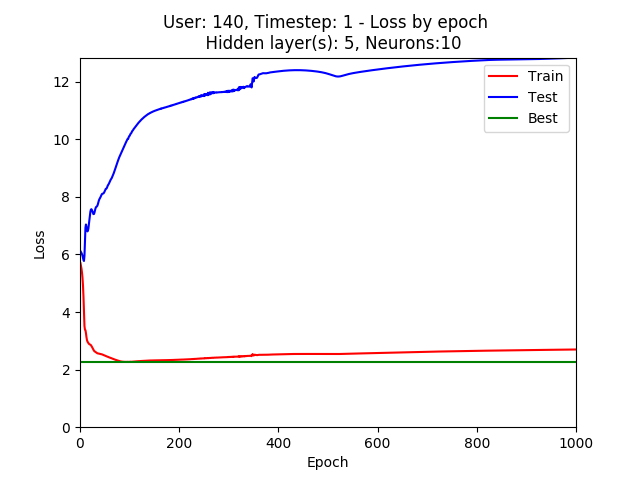 User: 140, Timestep: 1 - Loss by epoch
Hidden layer(s): 5, Neurons:10
12
10
8
6
4
2
0
Loss
Train
Test
Best
0 200 400 600 800 1000
Epoch